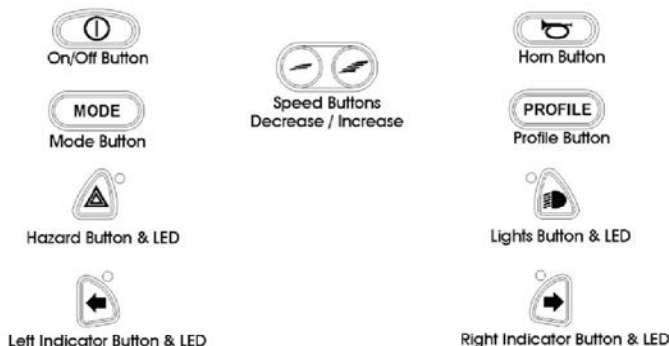 On/Off Button
Horn Button
MODE
Mode Button
Speed Buttons
Decrease / Increase
PROFILE
Profile Button
Hazard Button & LED
Lights Button & LED
Left Indicator Button & LED
Right Indicator Button & LED